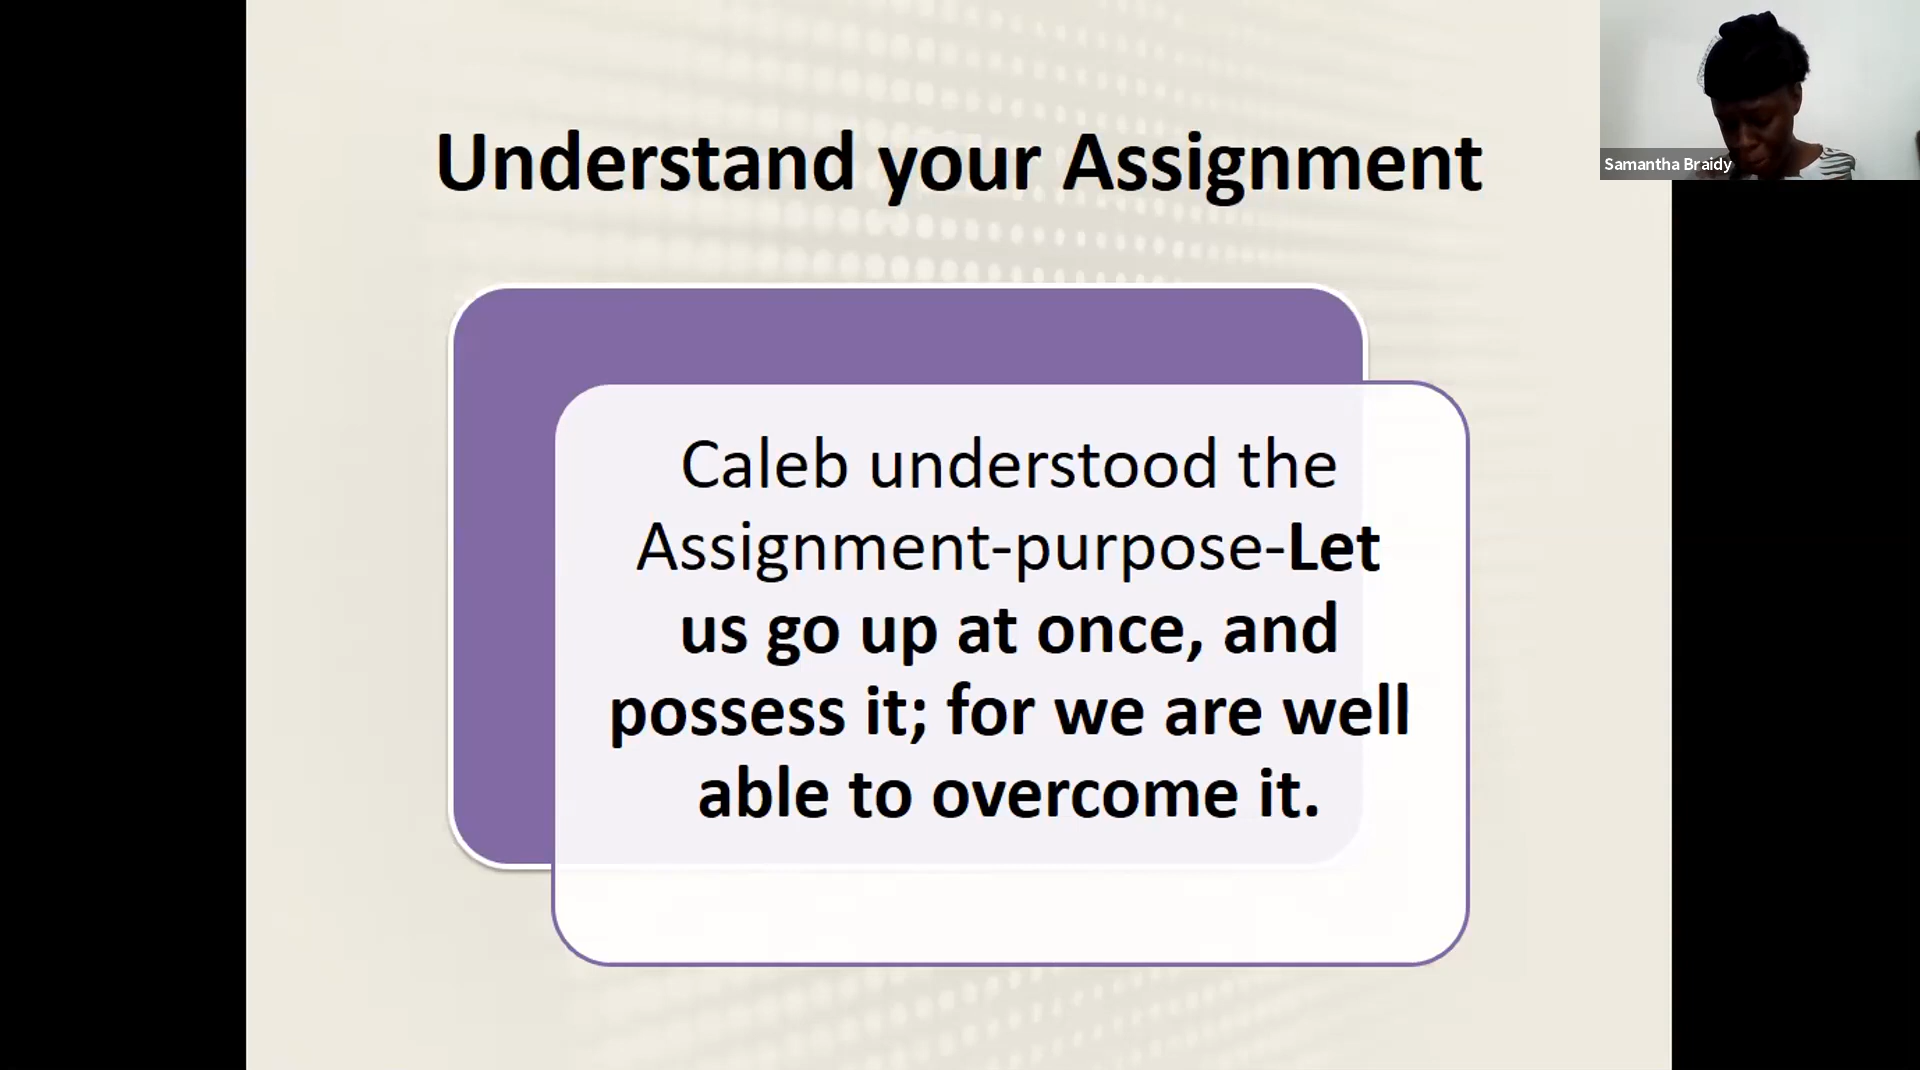 Understand your Assignment
Samantha Braidy
Caleb understood the
Assignment-purpose-Let
us go up at once, and
possess it; for we are well
able to overcome it.